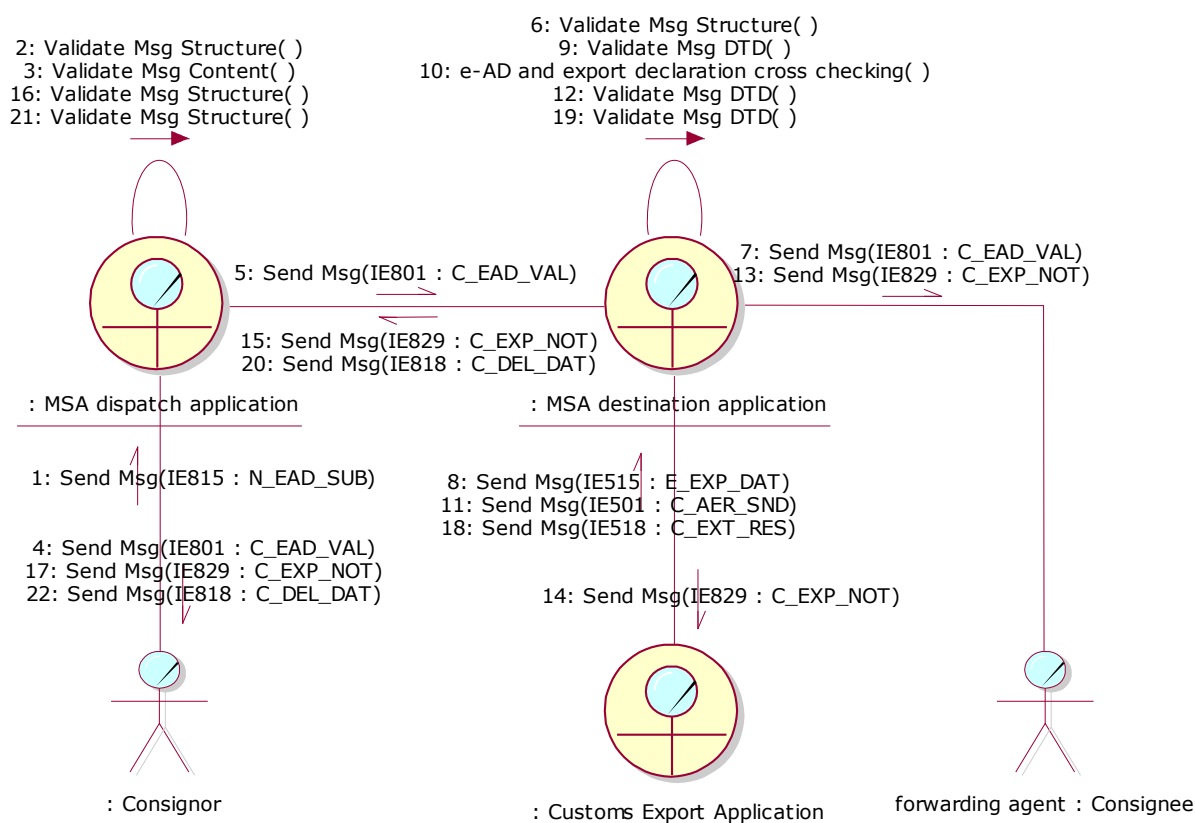 6: Validate Msg Structure( )
9: Validate Msg DTD( )
10: e-AD and export declaration cross checking( )
12: Validate Msg DTD( )
19: Validate Msg DTD( )
2: Validate Msg Structure( )
3: Validate Msg Content( )
16: Validate Msg Structure( )
21: Validate Msg Structure( )
5: Send Msg(IE801 : C_EAD_VAL)
7: Send Msg(IE801 : C_EAD_VAL)
13: Send Msg(IE829 : C_EXP_NOT)
15: Send Msg(IE829 : C_EXP_NOT)
20: Send Msg(IE818 : C_DEL_DAT)
: MSA dispatch application
: MSA destination application
1: Send Msg(IE815 : N_EAD_SUB)
8: Send Msg(IE515 : E_EXP_DAT)
11: Send Msg(IE501 : C_AER_SND)
18: Send Msg(IE518 : C_EXT_RES)
4: Send Msg(IE801 : C_EAD_VAL)
17: Send Msg(IE829 : C_EXP_NOT)
22: Send Msg(IE818 : C_DEL_DAT)
14: Send Msg(IE829 : C_EXP_NOT)
: Consignor
: Customs Export Application
forwarding agent : Consignee